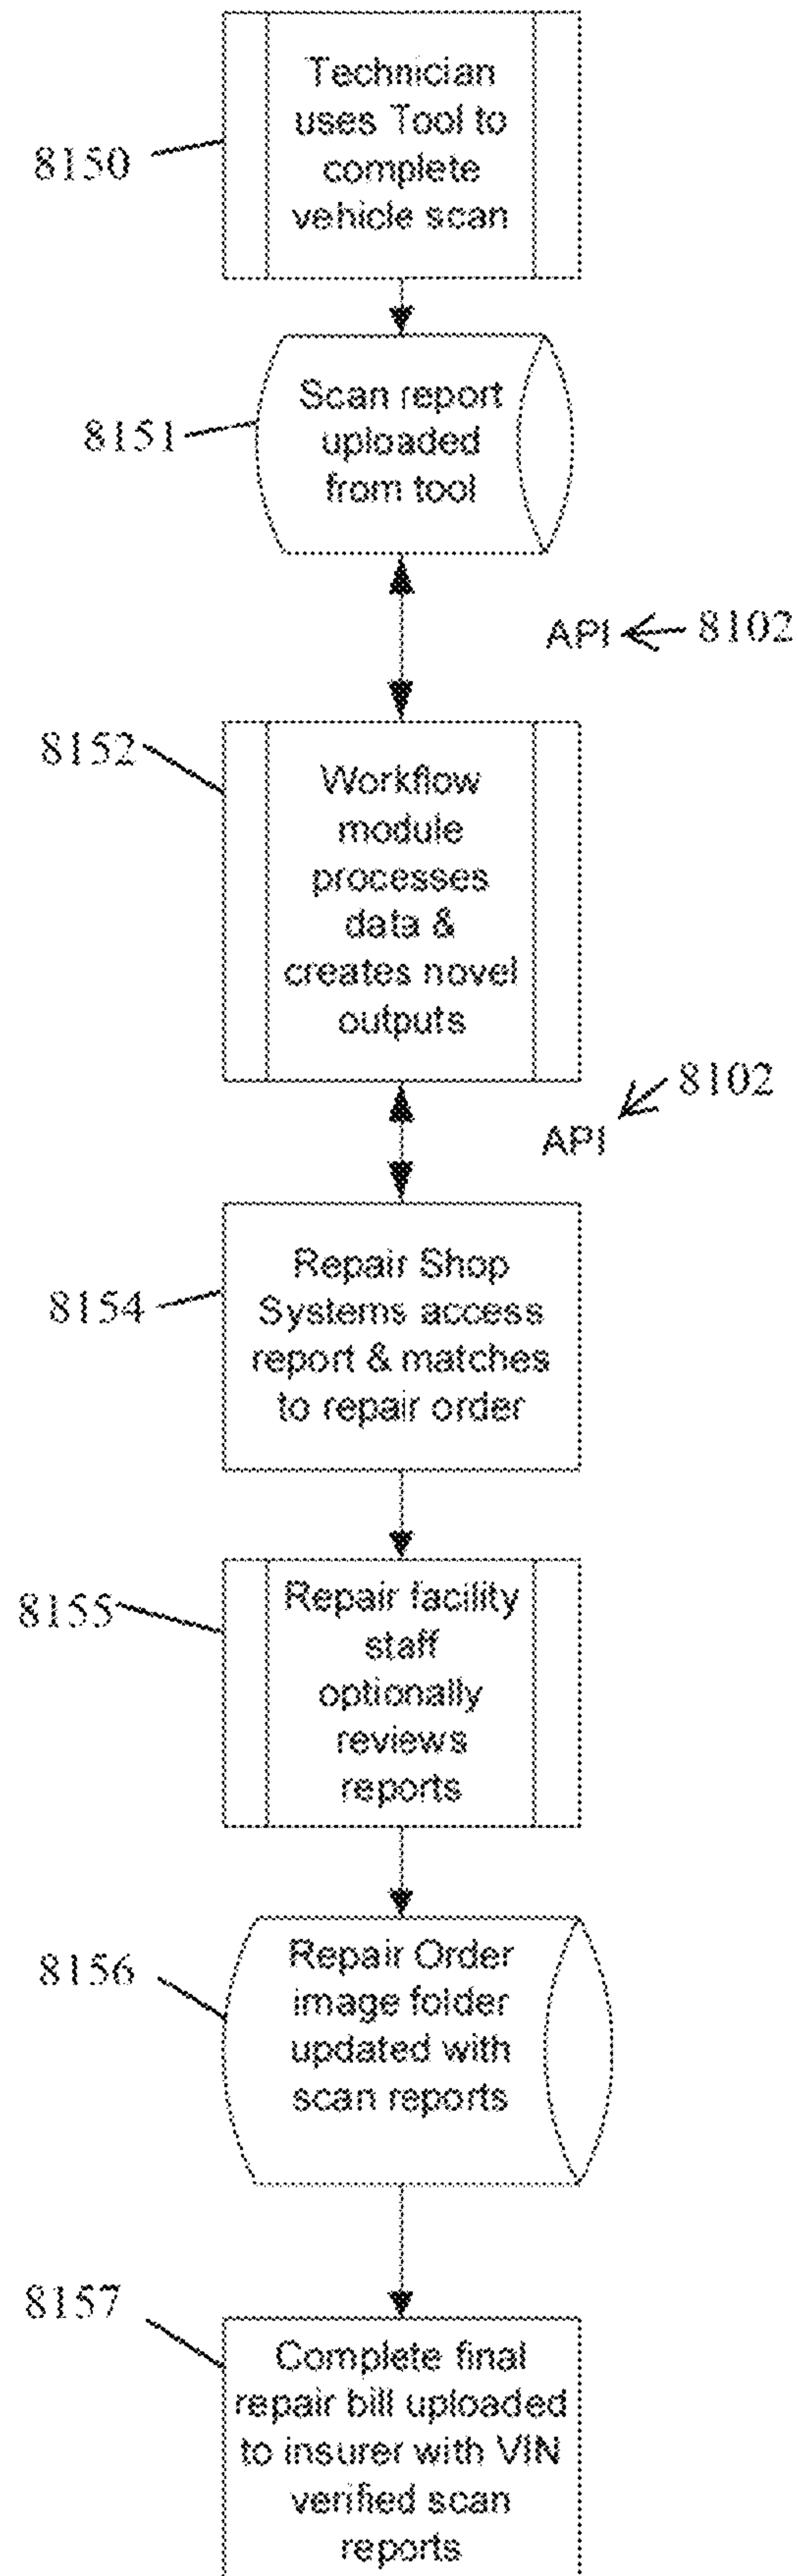 Technician
uses Tool to
complete
vehicle scan
8150
Scan report
uploaded
from tool
8151
API
8102
8152
Workflow
module
processes
data &
creates novel
outputs
8102
API
Repair Shop
Systems access
report & matches
to repair order
8154
Repair facility
staff
optionally
reviews
reports
8155
Repair Order
image folder
updated with
scan reports
8156
8157
Complete final
repair bill uploaded
to insurer with VIN
verified scan
reports